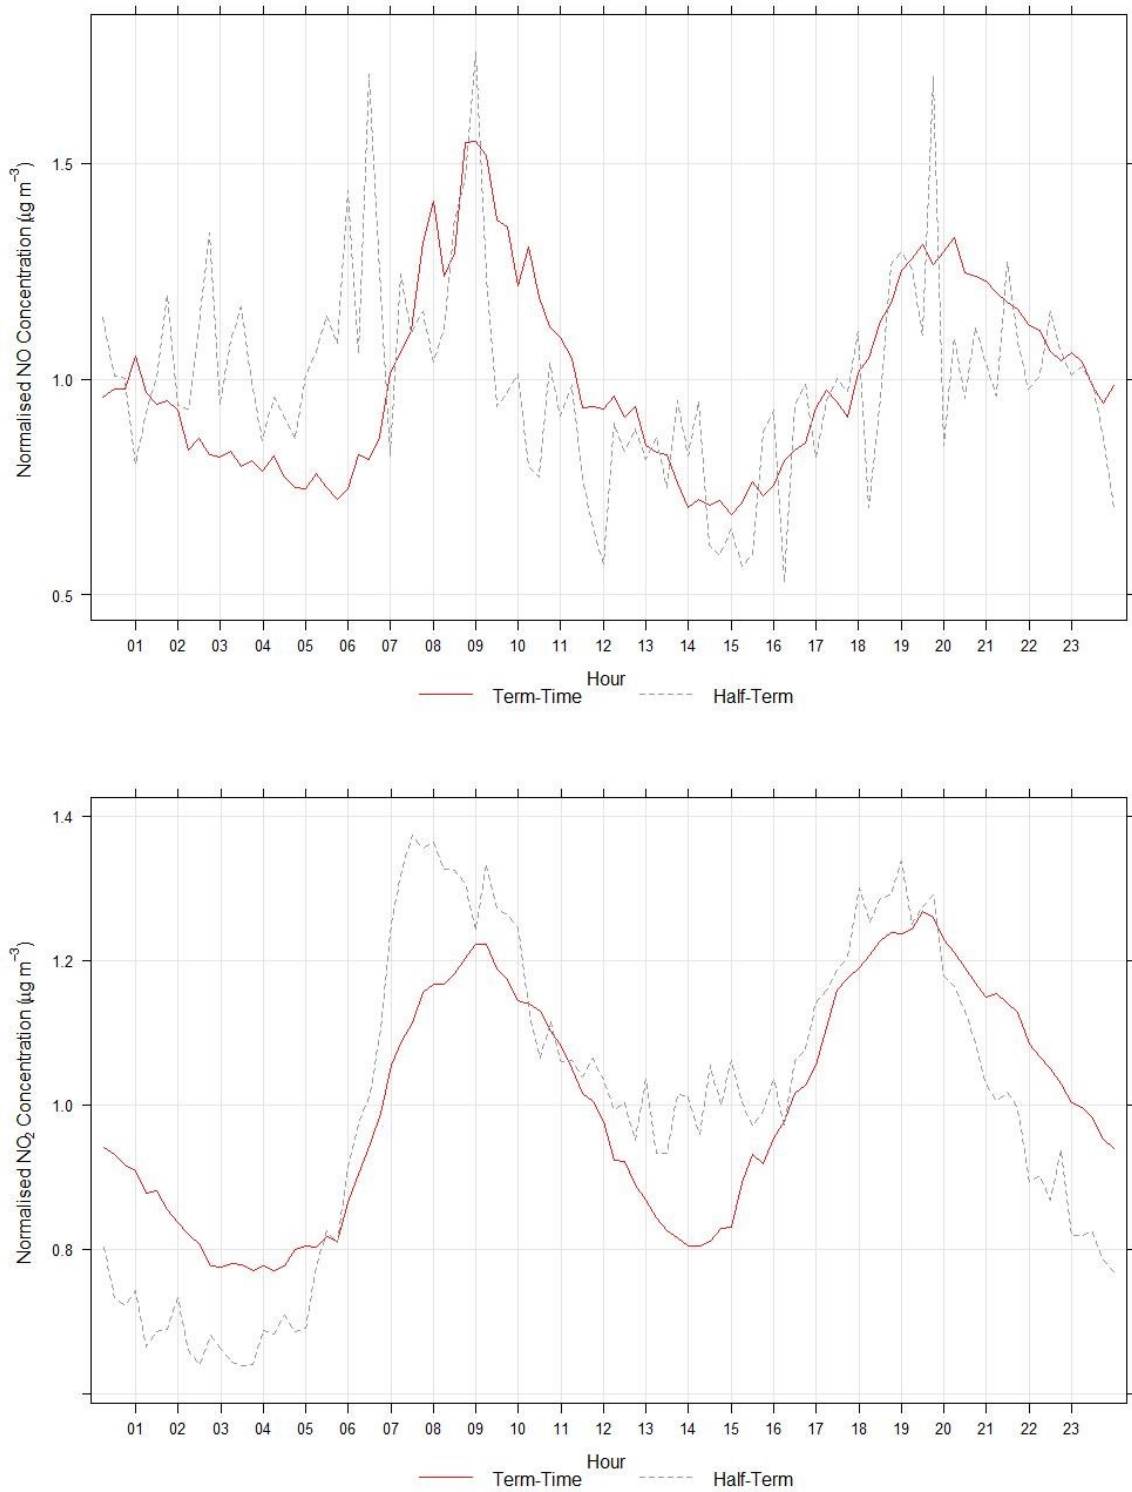 Normalised NO Concentration (µg m⁻³)
1.5
1.0
0.5
01 02 03 04 05 06 07 08 09 10 11 12 13 14 15 16 17 18 19 20 21 22 23
Hour
Term-Time Half-Term
Normalised NO₂ Concentration (µg m⁻³)
1.4
1.2
1.0
0.8
01 02 03 04 05 06 07 08 09 10 11 12 13 14 15 16 17 18 19 20 21 22 23
Hour
Term-Time Half-Term